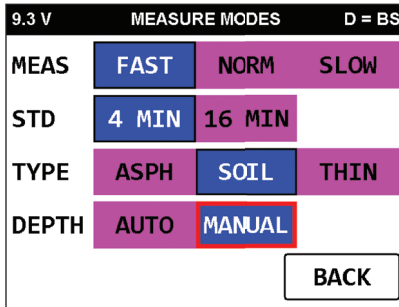 9.3 V MEASURE MODES D = BS
MEAS FAST NORM SLOW
STD 4 MIN 16 MIN
TYPE ASPH SOIL THIN
DEPTH AUTO MANUAL
BACK